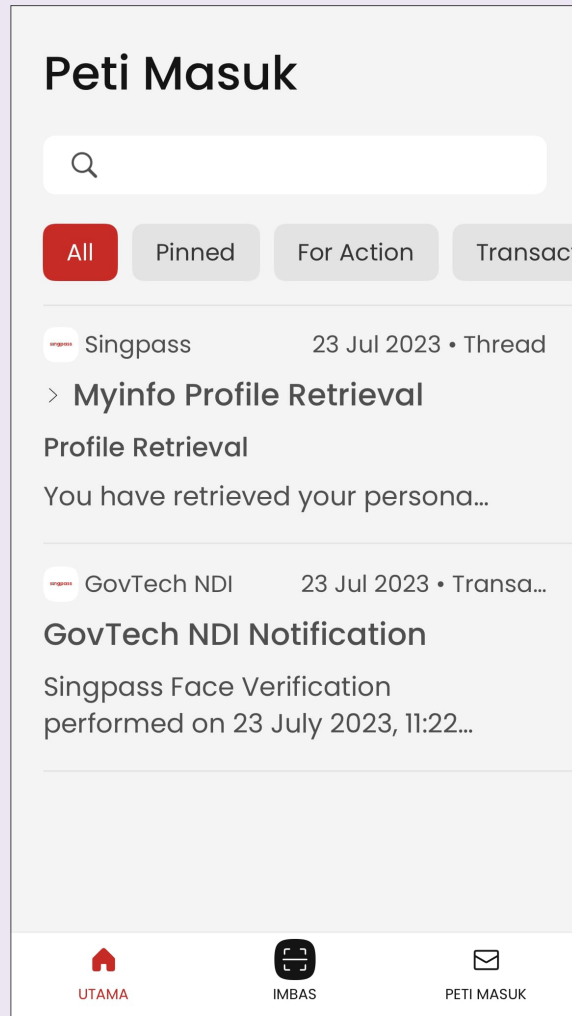 Peti Masuk
All Pinned For Action Transac
singpass Singpass 23 Jul 2023 • Thread
> Myinfo Profile Retrieval
Profile Retrieval
You have retrieved your persona...
singpass GovTech NDI 23 Jul 2023 • Transa...
GovTech NDI Notification
Singpass Face Verification
performed on 23 July 2023, 11:22...
UTAMA IMBAS PETI MASUK